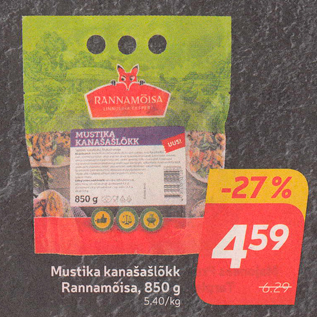 RANNAMÕISA
MUSTIKA
KANAŠAŠLÕKK
UUS!
850 g
-27%
4.59
6.29
Mustika kanašašlõkk
Rannamõisa, 850 g
5,40/kg